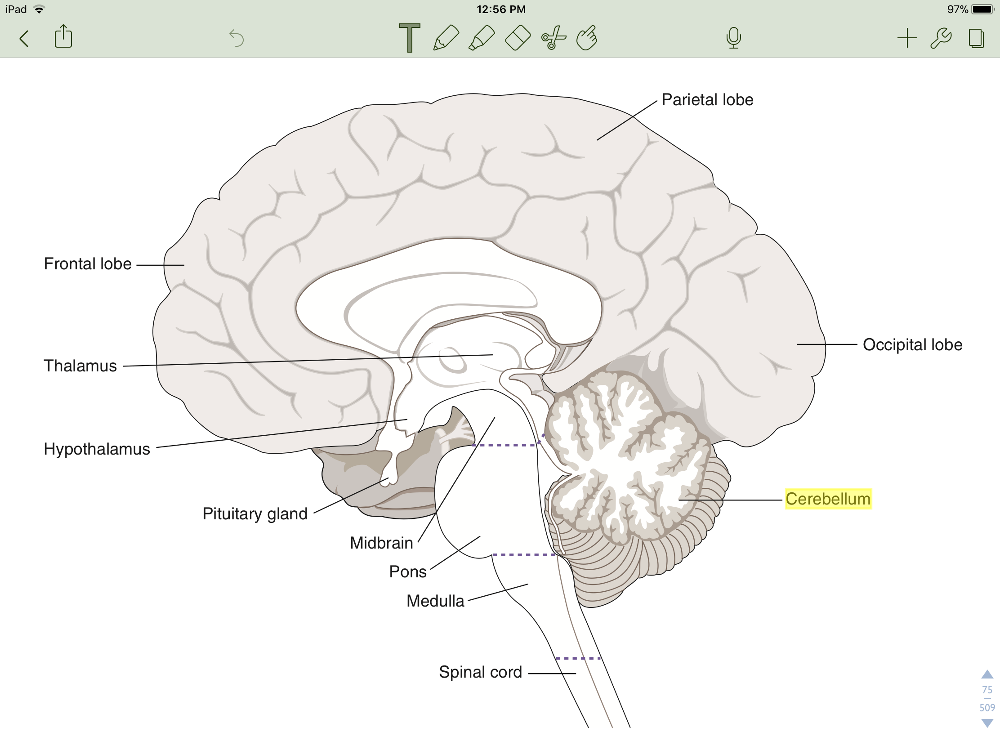 iPad 12:56 PM 97%
T
Parietal lobe
Frontal lobe
Occipital lobe
Thalamus
Hypothalamus
Cerebellum
Pituitary gland
Midbrain
Pons
Medulla
Spinal cord
75
509